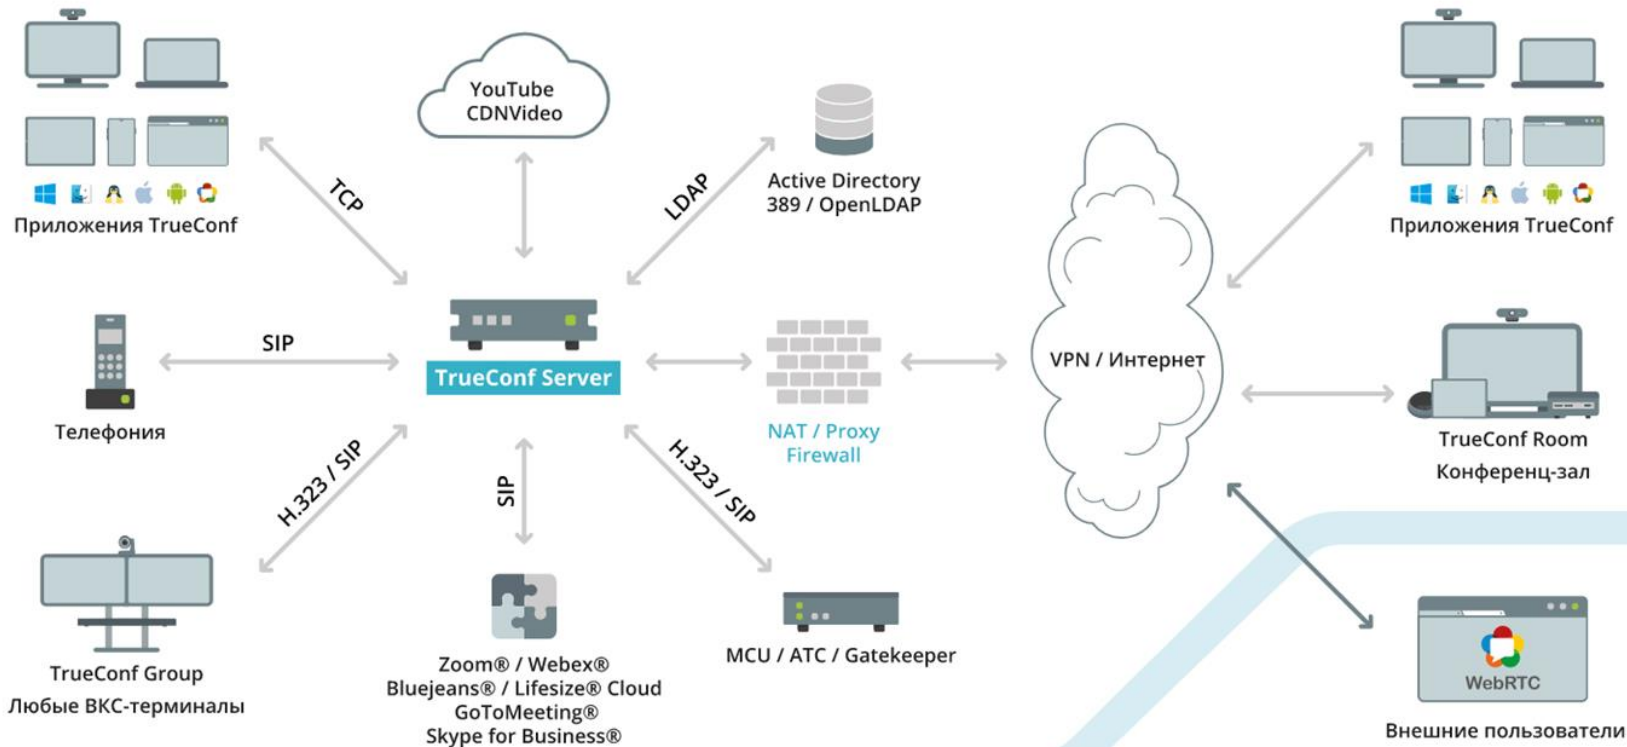 YouTube
CDNVideo
TCP
LDAP
Приложения TrueConf
Active Directory
389 / OpenLDAP
Приложения TrueConf
SIP
TrueConf Server
VPN / Интернет
Телефония
NAT / Proxy
Firewall
TrueConf Room
Конференц-зал
H.323 / SIP
SIP
H.323 / SIP
TrueConf Group
Любые ВКС-терминалы
Zoom® / Webex®
Bluejeans® / Lifesize® Cloud
GoToMeeting®
Skype for Business®
MCU / ATC / Gatekeeper
WebRTC
Внешние пользователи